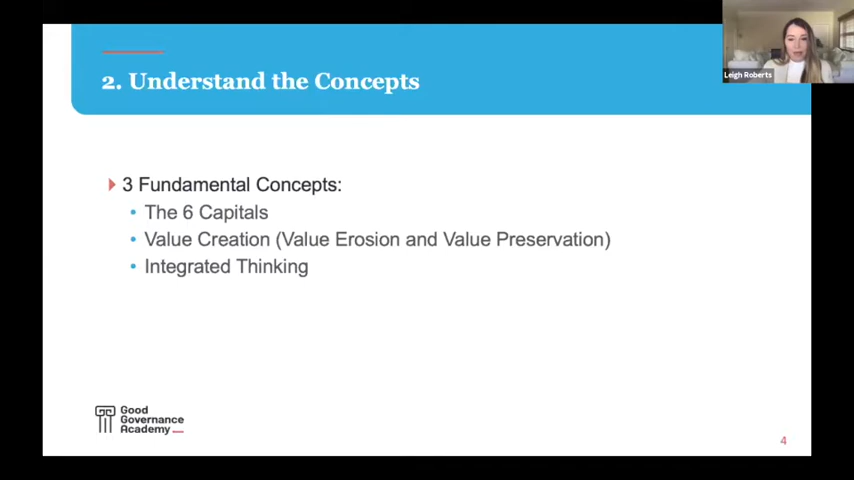 Leigh Roberts
2. Understand the Concepts
3 Fundamental Concepts:
• The 6 Capitals
• Value Creation (Value Erosion and Value Preservation)
• Integrated Thinking
Good
Governance
Academy
4